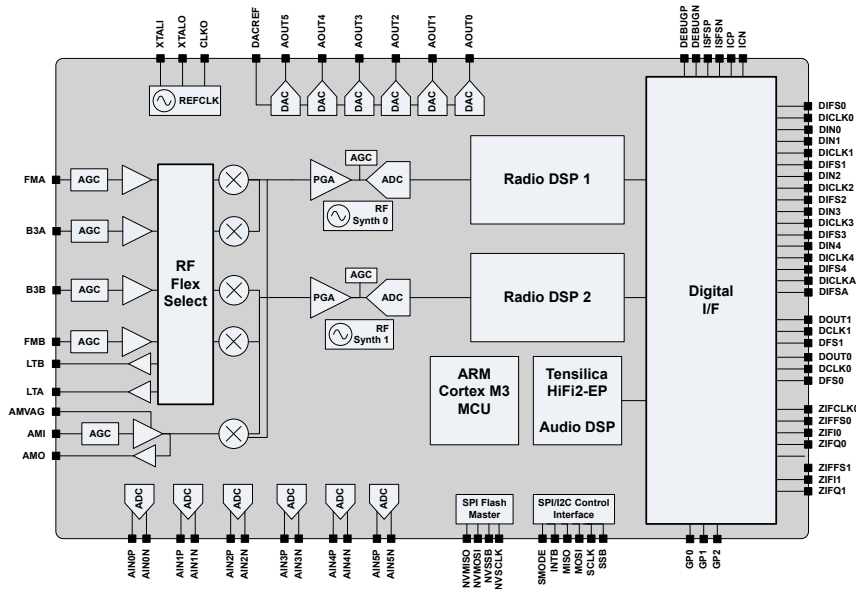 XTALI
XTALO
CLKO
DACREF
AOUT5
AOUT4
AOUT3
AOUT2
AOUT1
AOUT0
DEBUGP
DEBUGN
ISFSP
ISFSN
ICP
ICN
REFCLK
DAC
DAC
DAC
DAC
DAC
DAC
FMA
AGC
B3A
AGC
B3B
AGC
FMB
AGC
LTB
LTA
AMVAG
AMI
AGC
AMO
RF
Flex
Select
PGA
AGC
ADC
RF
Synth 0
PGA
AGC
ADC
RF
Synth 1
Radio DSP 1
Radio DSP 2
ARM
Cortex M3
MCU
Tensilica
HiFi2-EP
Audio DSP
Digital
I/F
DIFS0
DICLK0
DIN0
DIN1
DICLK1
DIFS1
DIN2
DICLK2
DIFS2
DIN3
DICLK3
DIFS3
DIN4
DICLK4
DIFS4
DICLKA
DIFSA
DOUT1
DCLK1
DFS1
DOUT0
DCLK0
DFS0
ZIFCLK0
ZIFFS0
ZIFI0
ZIFQ0
ZIFFS1
ZIFI1
ZIFQ1
ADC
ADC
ADC
ADC
ADC
ADC
SPI Flash
Master
SPI/I2C Control
Interface
AIN0P
AIN0N
AIN1P
AIN1N
AIN2P
AIN2N
AIN3P
AIN3N
AIN4P
AIN4N
AIN5P
AIN5N
NVMISO
NVMOSI
NVSSB
NVSCLK
SMODE
INTB
MISO
MOSI
SCLK
SSB
GP0
GP1
GP2